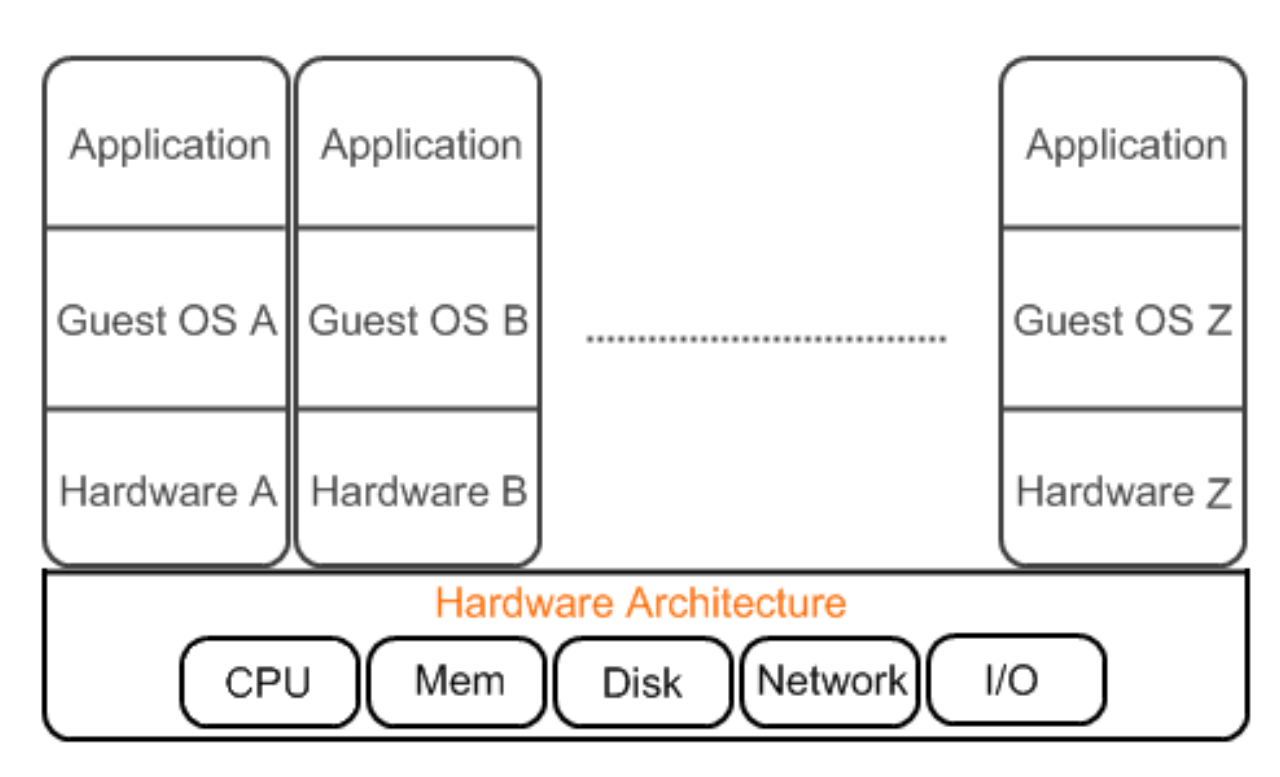 Application
Application
Application
Guest OS A
Guest OS B
Guest OS Z
Hardware A
Hardware B
Hardware Z
Hardware Architecture
CPU
Mem
Disk
Network
I/O